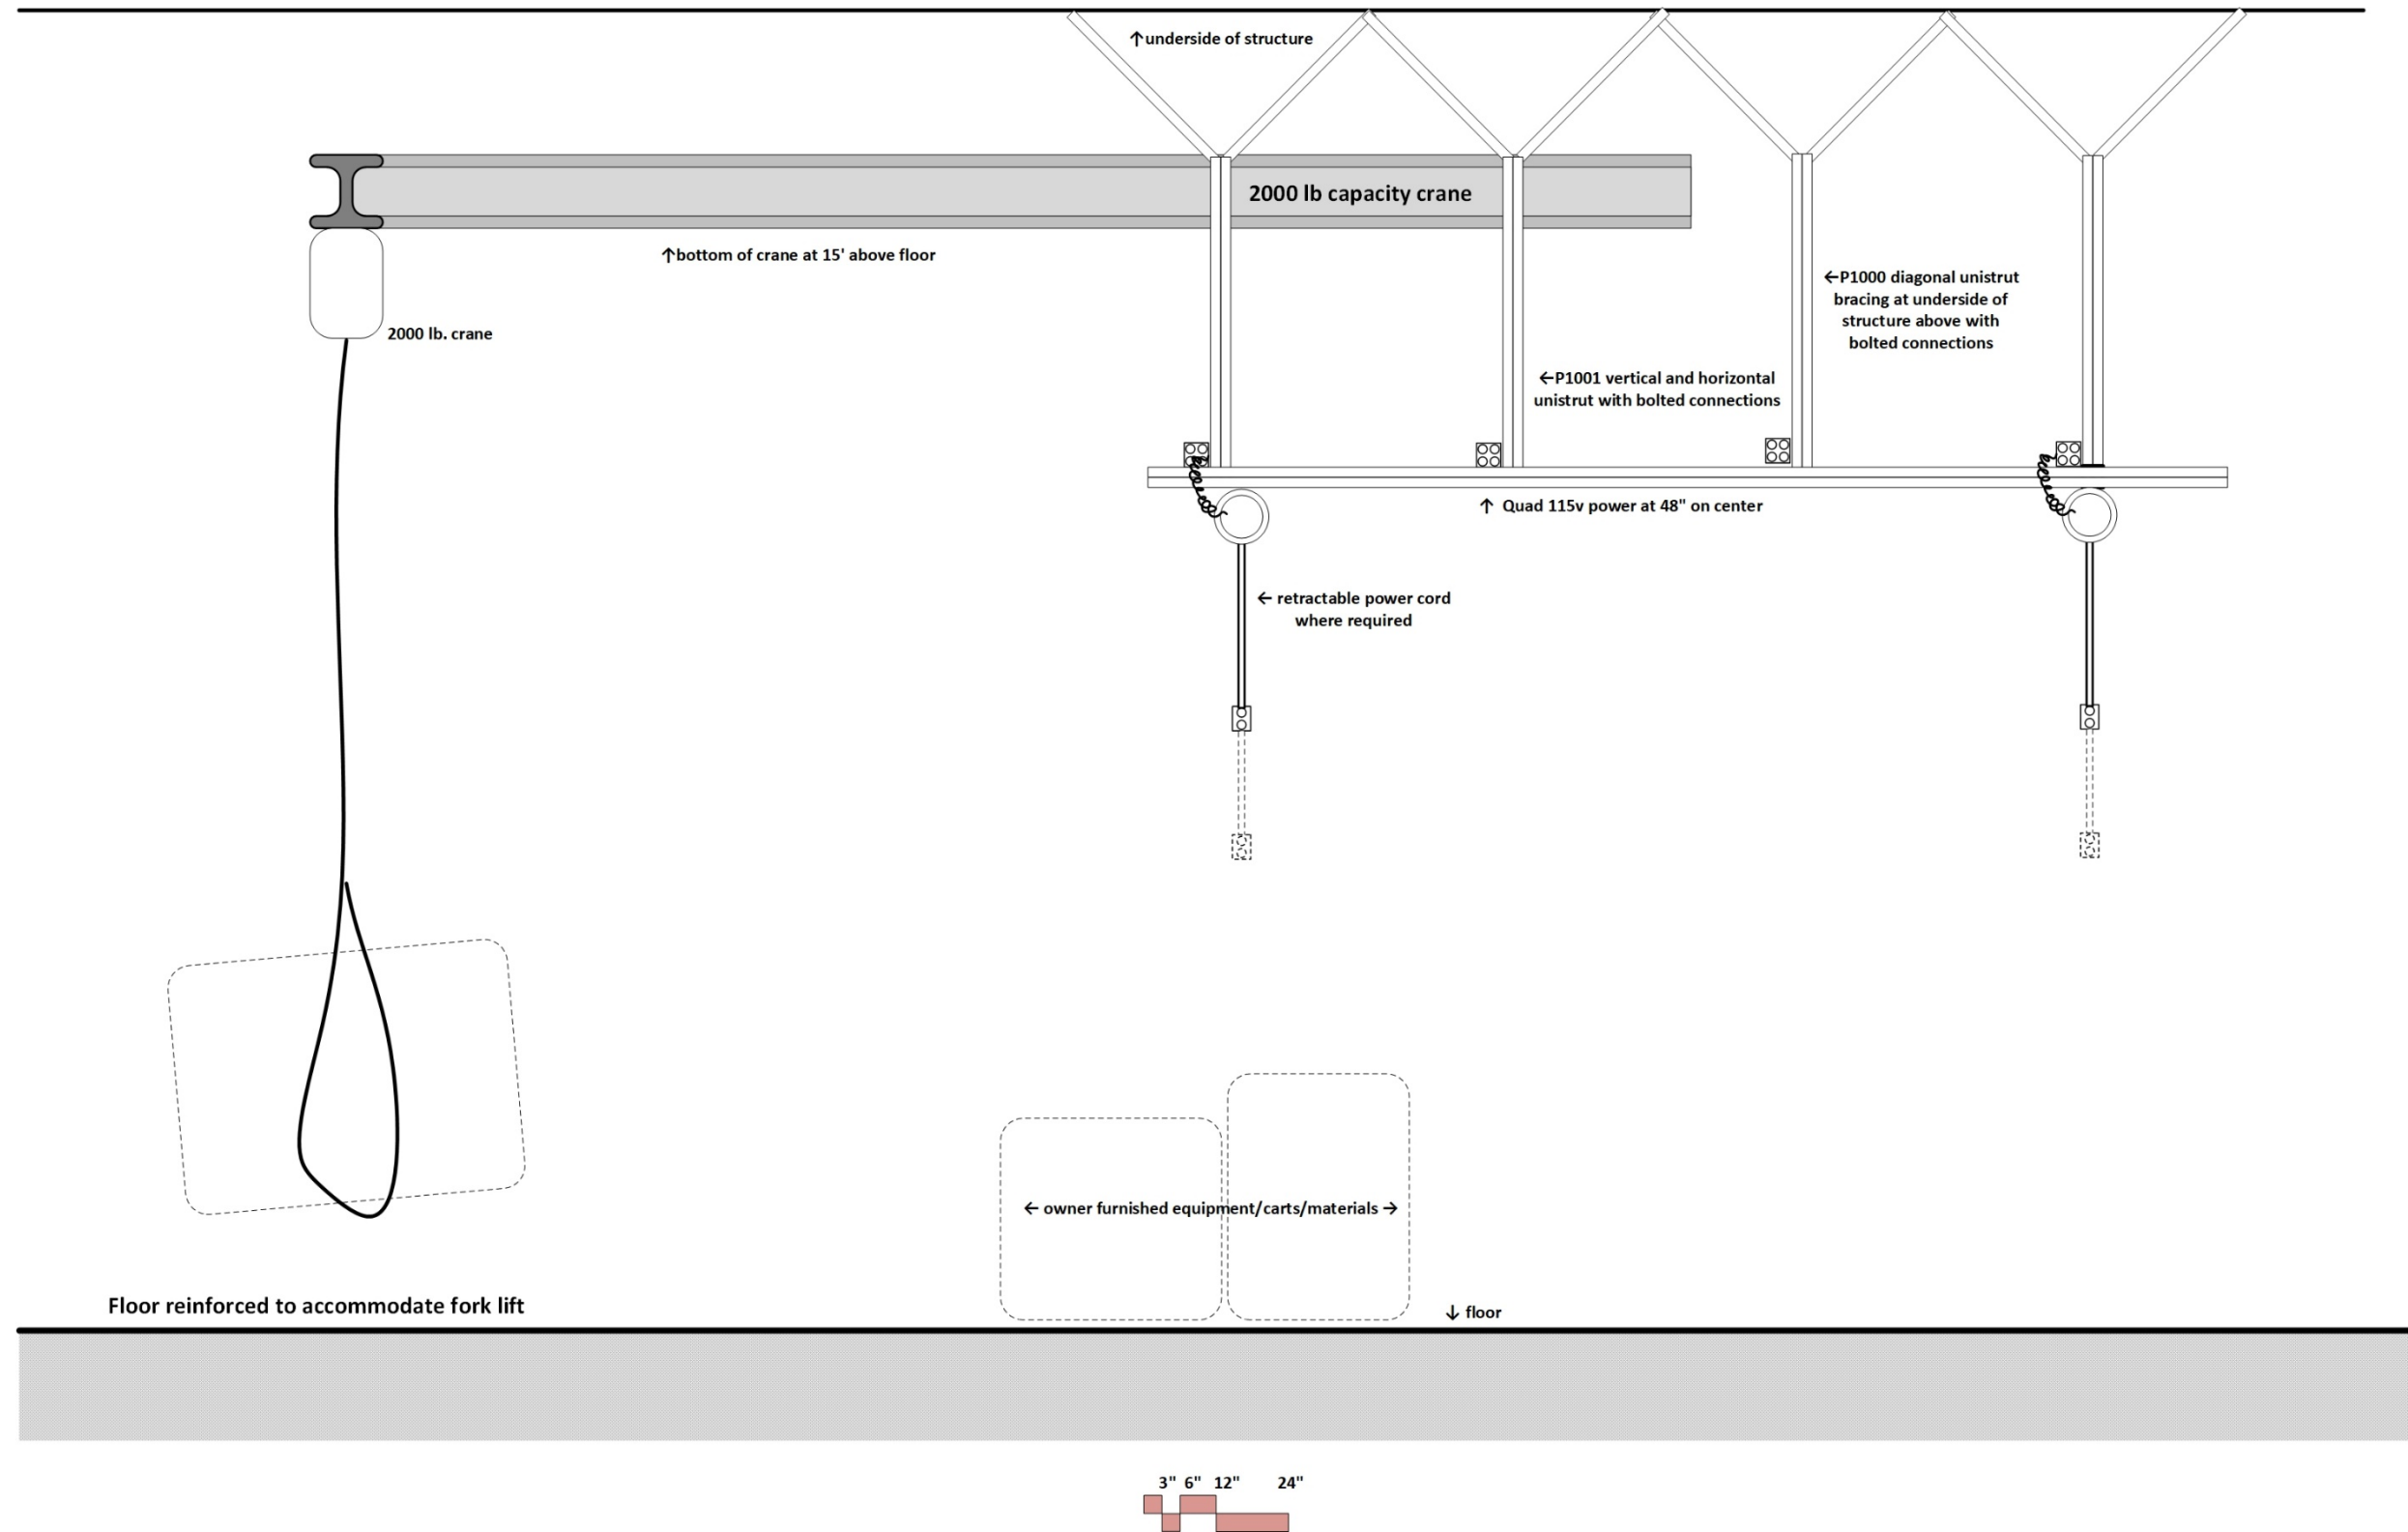 ↑underside of structure
2000 lb capacity crane
↑bottom of crane at 15' above floor
←P1000 diagonal unistrut
bracing at underside of
structure above with
bolted connections
2000 lb. crane
←P1001 vertical and horizontal
unistrut with bolted connections
↑ Quad 115v power at 48" on center
← retractable power cord
where required
← owner furnished equipment/carts/materials →
Floor reinforced to accommodate fork lift
↓ floor
3" 6" 12" 24"